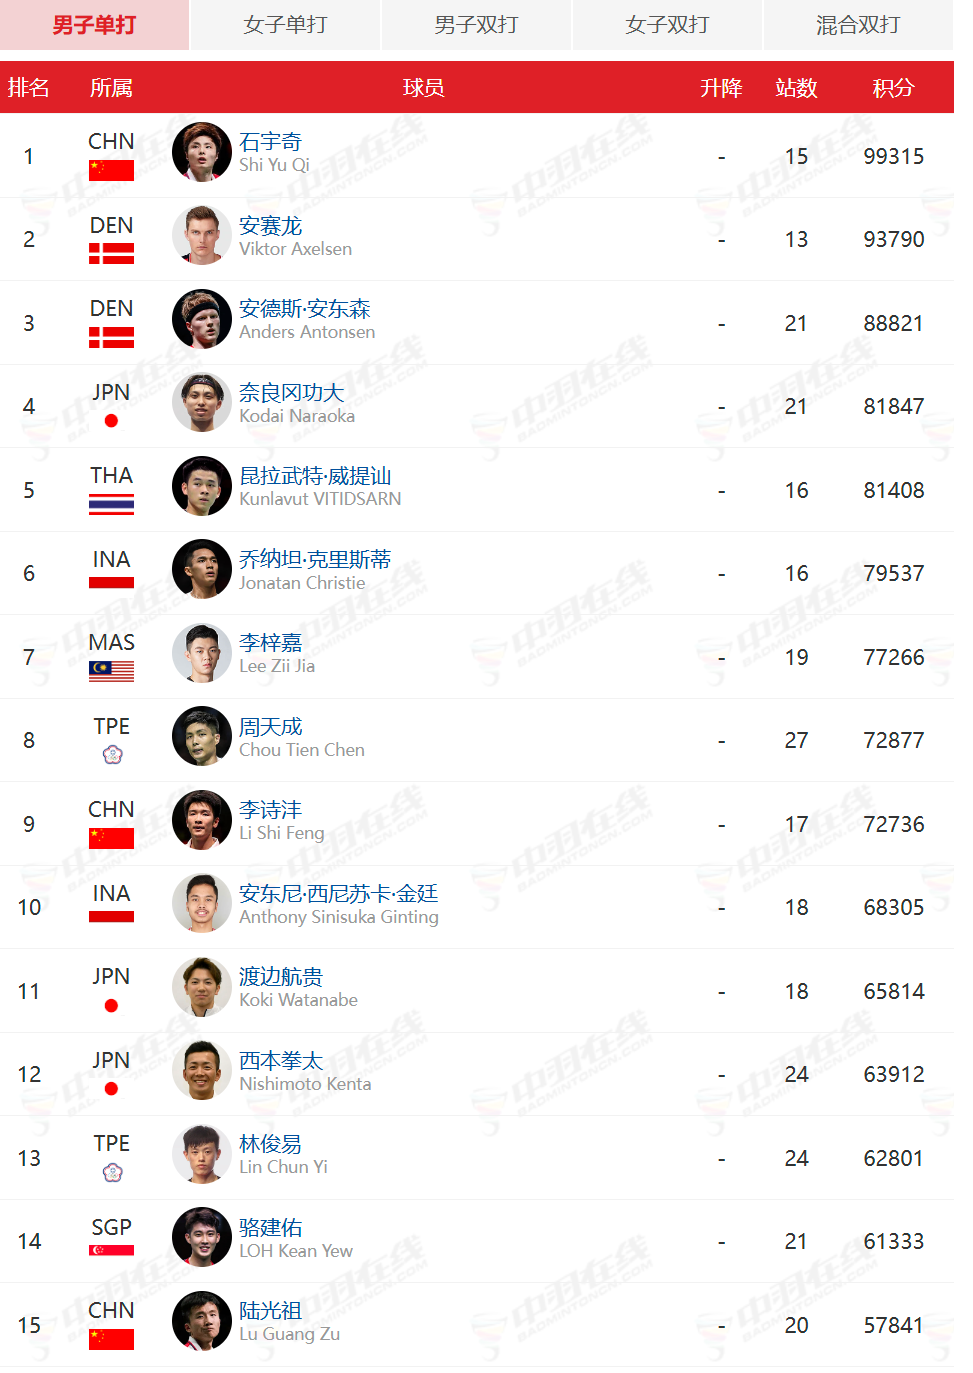 男子单打 女子单打 男子双打 女子双打 混合双打
排名 所属 球员 升降 站数 积分
1 CHN 石宇奇 - 15 99315
Shi Yu Qi
2 DEN 安赛龙 - 13 93790
Viktor Axelsen
3 DEN 安德斯·安东森 - 21 88821
Anders Antonsen
4 JPN 奈良冈功大 - 21 81847
Kodai Naraoka
5 THA 昆拉武特·威提讪 - 16 81408
Kunlavut VITIDSARN
6 INA 乔纳坦·克里斯蒂 - 16 79537
Jonatan Christie
7 MAS 李梓嘉 - 19 77266
Lee Zii Jia
8 TPE 周天成 - 27 72877
Chou Tien Chen
9 CHN 李诗沣 - 17 72736
Li Shi Feng
10 INA 安东尼·西尼苏卡·金廷 - 18 68305
Anthony Sinisuka Ginting
11 JPN 渡边航贵 - 18 65814
Koki Watanabe
12 JPN 西本拳太 - 24 63912
Nishimoto Kenta
13 TPE 林俊易 - 24 62801
Lin Chun Yi
14 SGP 骆建佑 - 21 61333
LOH Kean Yew
15 CHN 陆光祖 - 20 57841
Lu Guang Zu
中羽在线
BADMINTONCN.COM